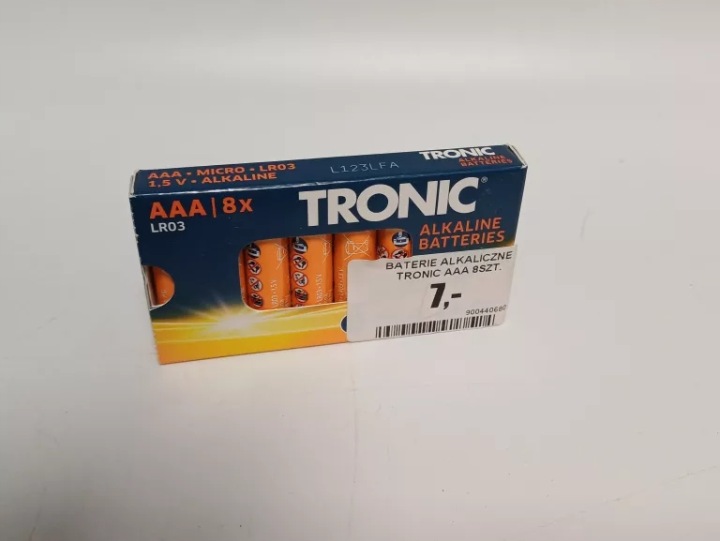 AAA • MICRO • LR03
1.5 V • ALKALINE
L123LFA
TRONIC
ALKALINE
BATTERIES
AAA | 8x
LR03
TRONIC®
ALKALINE
BATTERIES
BATERIE ALKALICZNE
TRONIC AAA 8SZT.
7,-